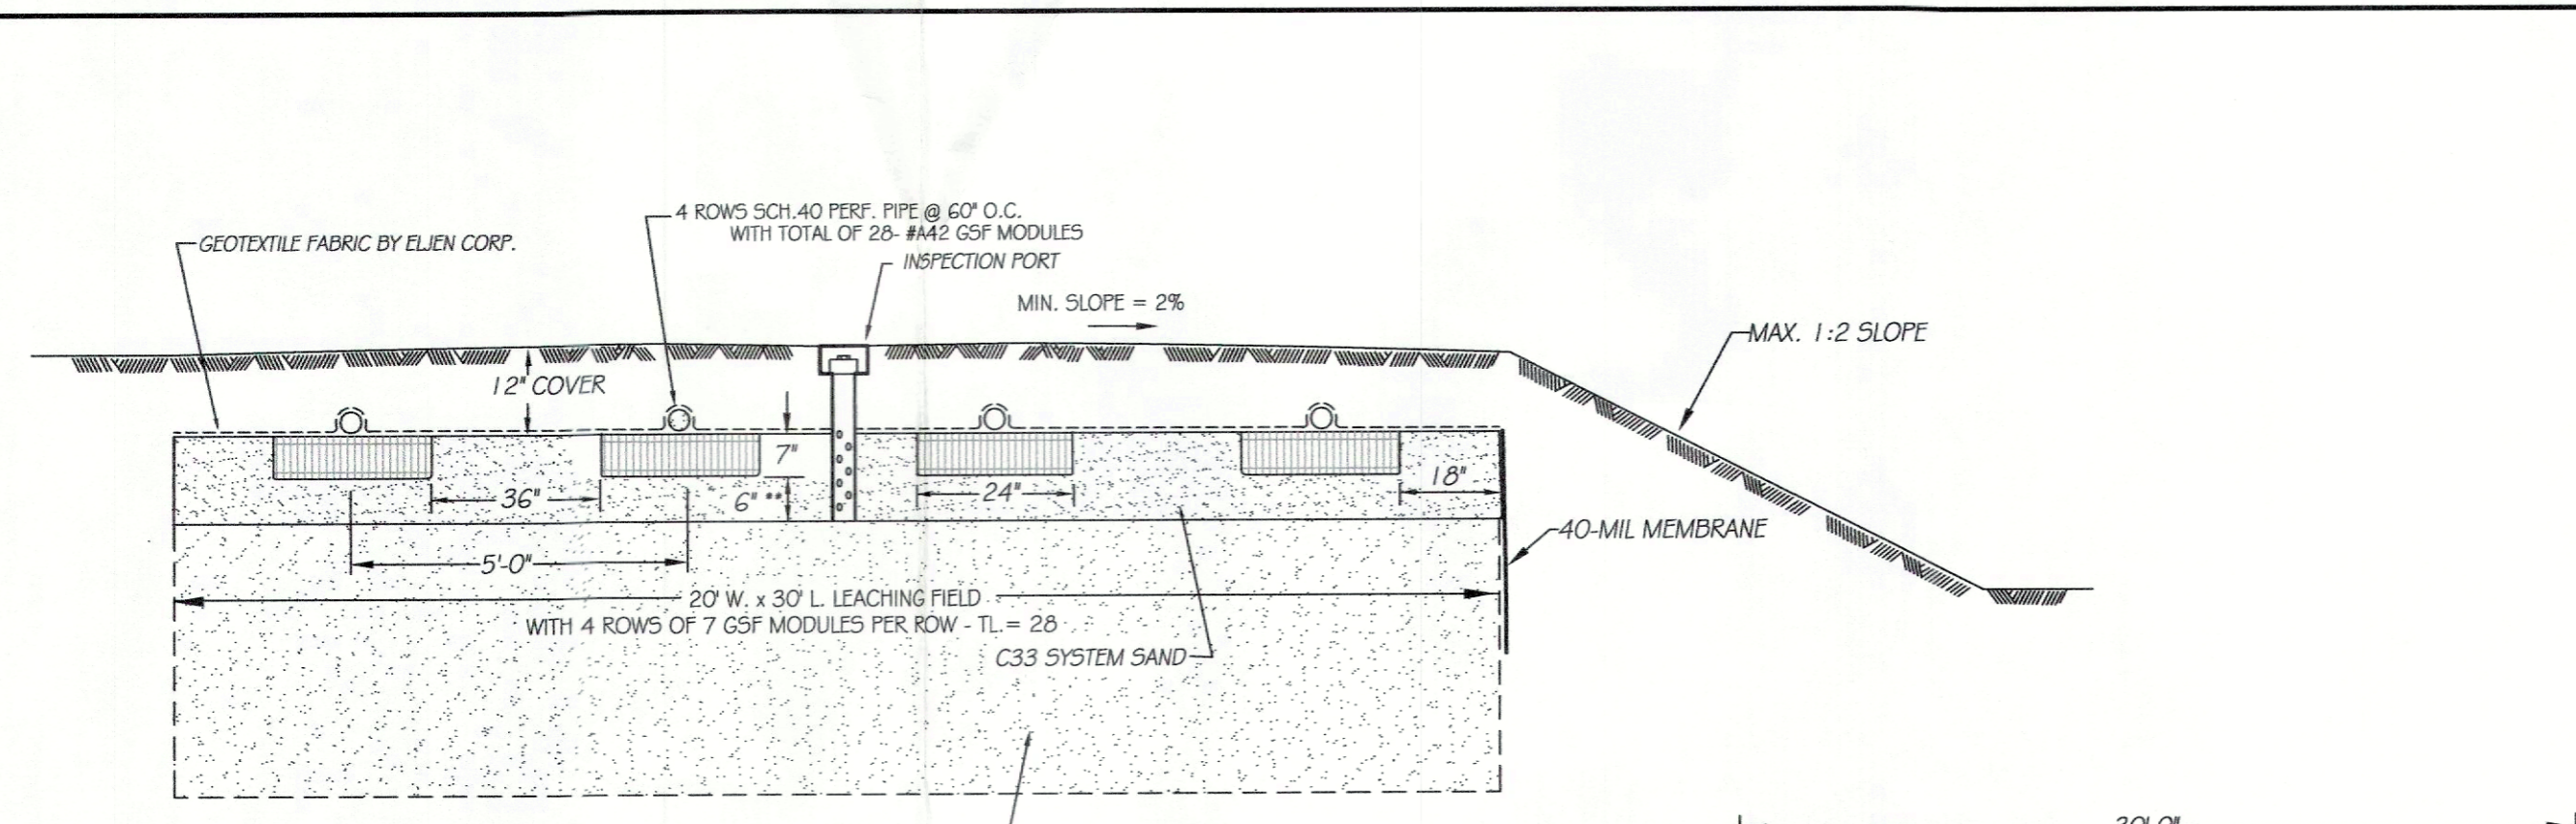 4 ROWS SCH.40 PERF. PIPE @ 60" O.C.
WITH TOTAL OF 28- #A42 GSF MODULES
GEOTEXTILE FABRIC BY ELJEN CORP.
INSPECTION PORT
MIN. SLOPE = 2%
MAX. 1:2 SLOPE
12" COVER
7"
36"
6" **
24"
18"
40-MIL MEMBRANE
5'-0"
20' W. x 30' L. LEACHING FIELD
WITH 4 ROWS OF 7 GSF MODULES PER ROW - TL.= 28
C33 SYSTEM SAND